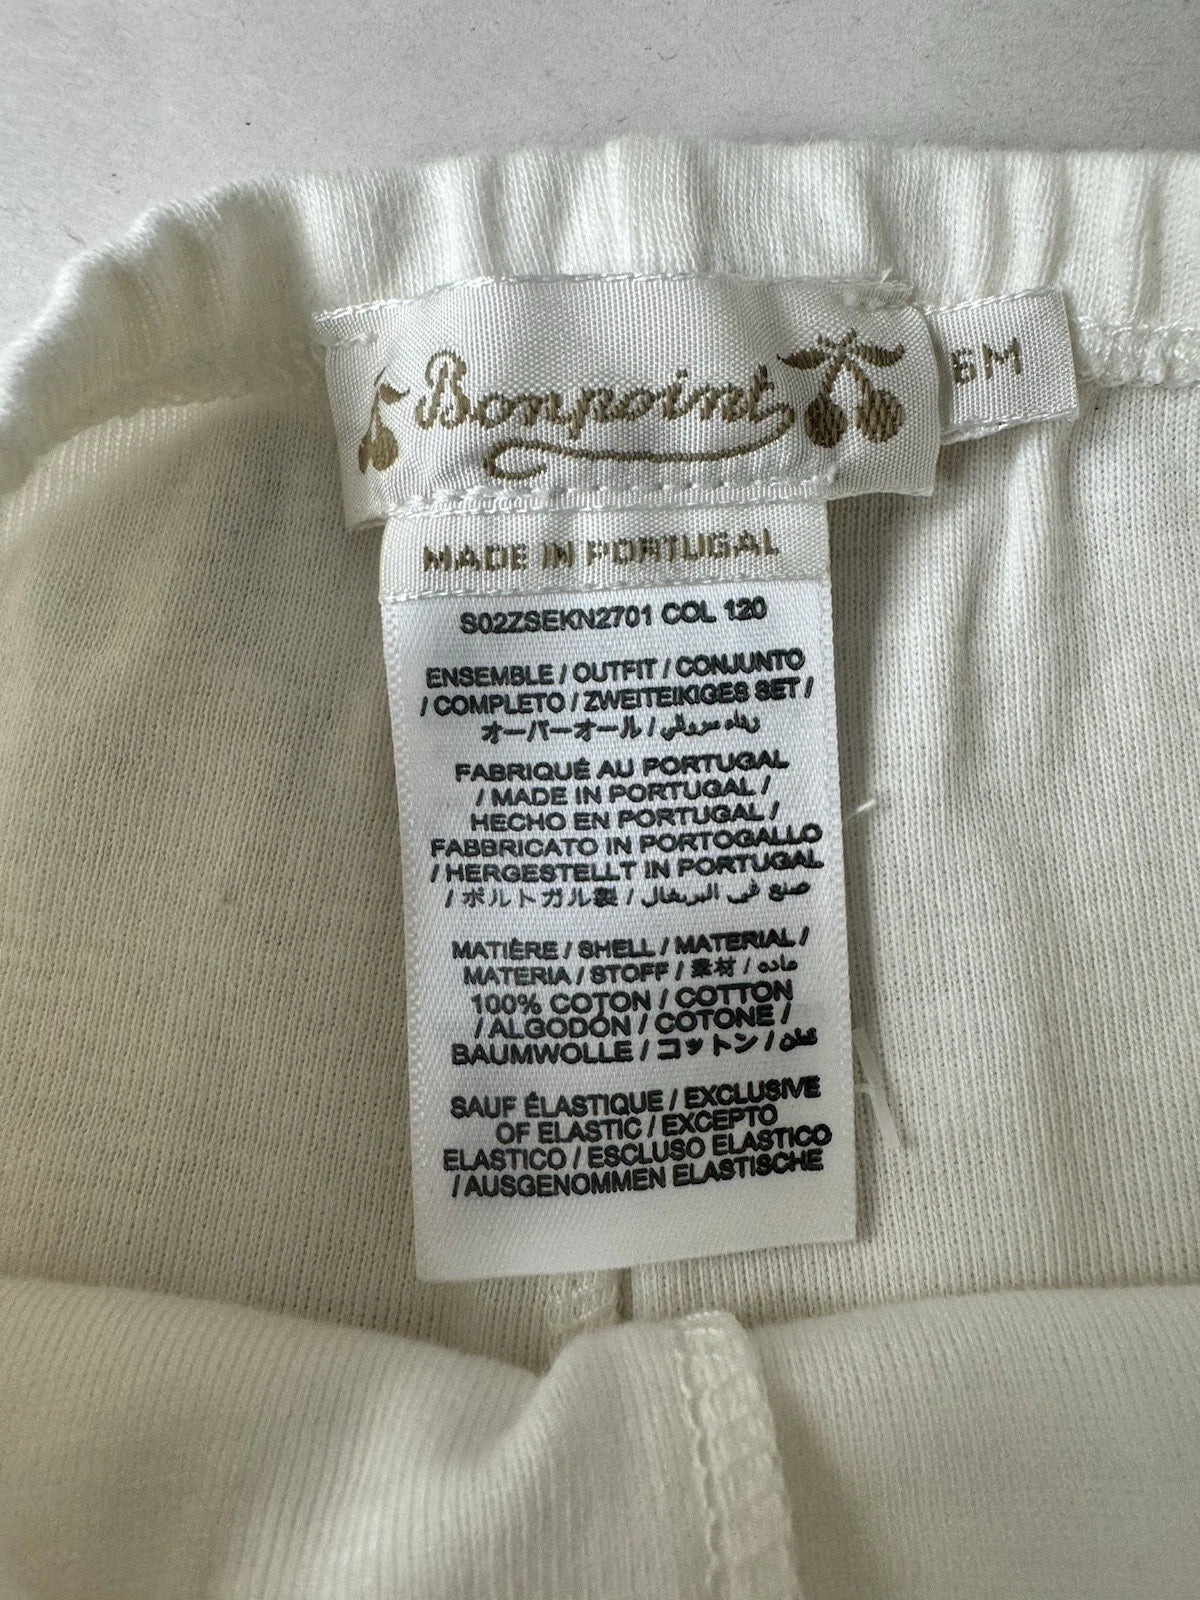 Bonpoint
6M
MADE IN PORTUGAL
S02ZSEKN2701 COL 120
ENSEMBLE / OUTFIT / CONJUNTO
/ COMPLETO / ZWEITEIKIGES SET /
オーバーオール /
FABRIQUÉ AU PORTUGAL
/ MADE IN PORTUGAL /
HECHO EN PORTUGAL /
FABBRICATO IN PORTOGALLO
/ HERGESTELLT IN PORTUGAL
/ ポルトガル製 / صنع في البرتغال
MATIÈRE / SHELL / MATERIAL /
MATERIA / STOFF / 素材 / مادة
100% COTON / COTTON
/ ALGODÓN / COTONE /
BAUMWOLLE / コットン / قطن
SAUF ÉLASTIQUE / EXCLUSIVE
OF ELASTIC / EXCEPTO
ELASTICO / ESCLUSO ELASTICO
/ AUSGENOMMEN ELASTISCHE